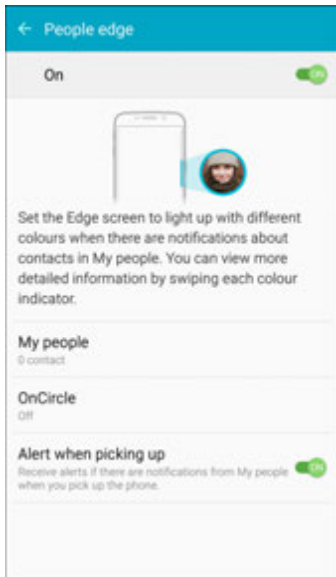 People edge
On
ON
Set the Edge screen to light up with different
colours when there are notifications about
contacts in My people. You can view more
detailed information by swiping each colour
indicator.
My people
0 contact
OnCircle
Off
Alert when picking up
Receive alerts if there are notifications from My people
when you pick up the phone.
ON